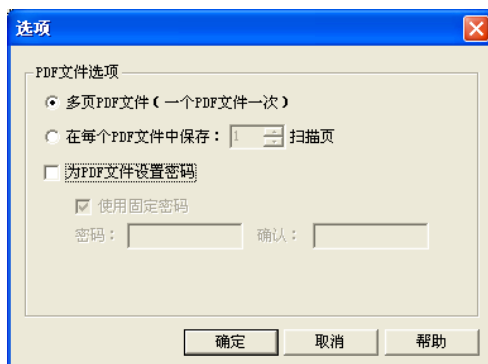 选项
PDF文件选项
多页PDF文件(一个PDF文件一次)
在每个PDF文件中保存: 1 扫描页
为PDF文件设置密码
使用固定密码
密码: 确认:
确定 取消 帮助